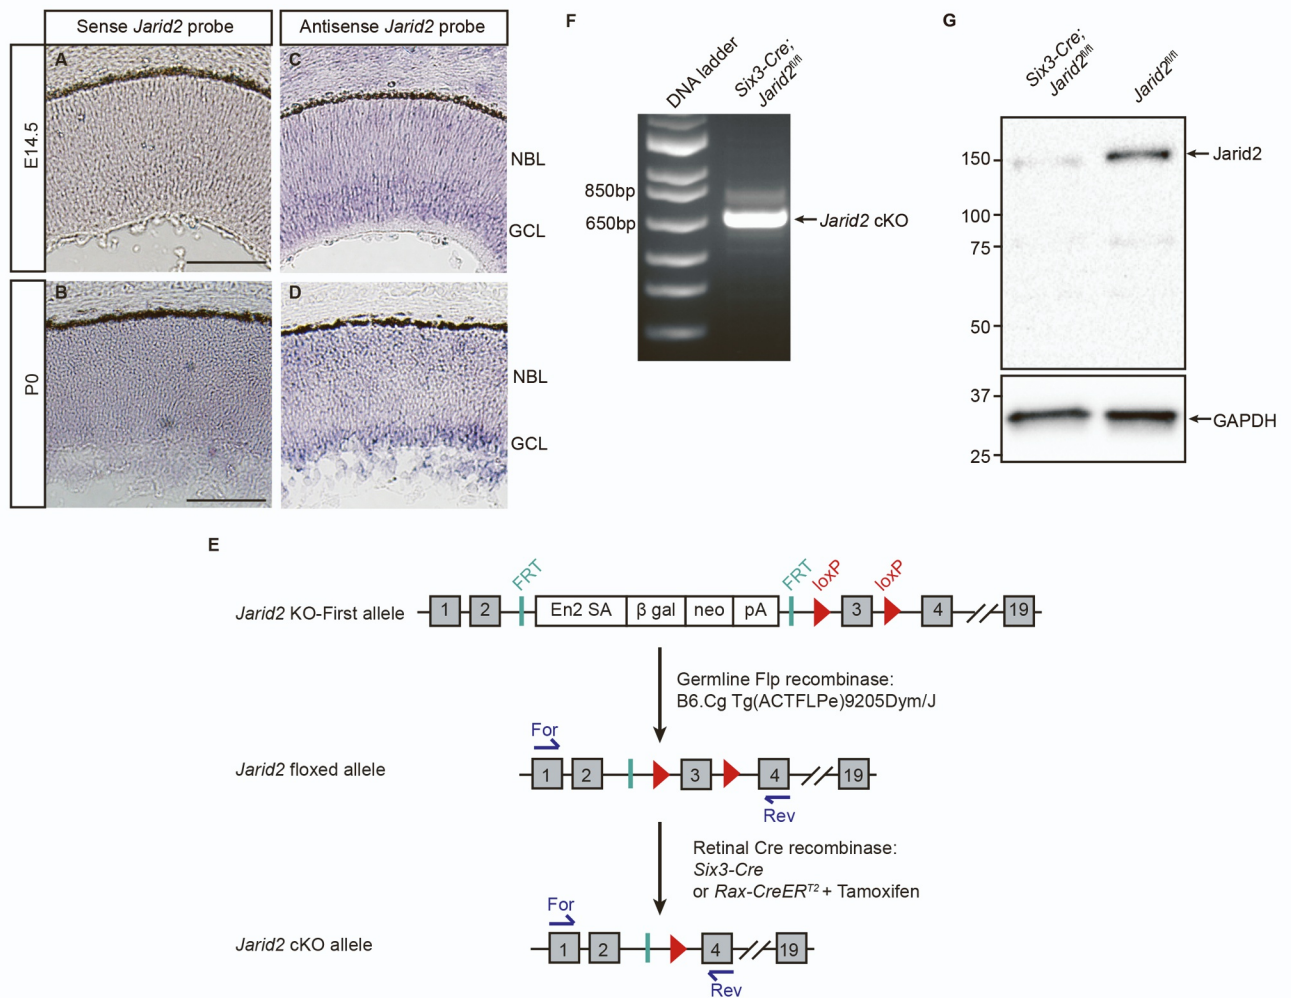 Sense Jarid2 probe
Antisense Jarid2 probe
E14.5
A
C
NBL
GCL
P0
B
D
NBL
GCL
F
DNA ladder
Six3-Cre;
Jarid2fl/fl
850bp
650bp
Jarid2 cKO
G
Six3-Cre;
Jarid2fl/fl
Jarid2fl/fl
150
Jarid2
100
75
50
37
GAPDH
25
E
FRT
FRT
loxP
loxP
Jarid2 KO-First allele
1 2 En2 SA β gal neo pA 3 4 19
Germline Flp recombinase:
B6.Cg Tg(ACTFLPe)9205Dym/J
For
Jarid2 floxed allele
1 2 3 4 19
Rev
Retinal Cre recombinase:
Six3-Cre
or Rax-CreERT2 + Tamoxifen
For
Jarid2 cKO allele
1 2 4 19
Rev